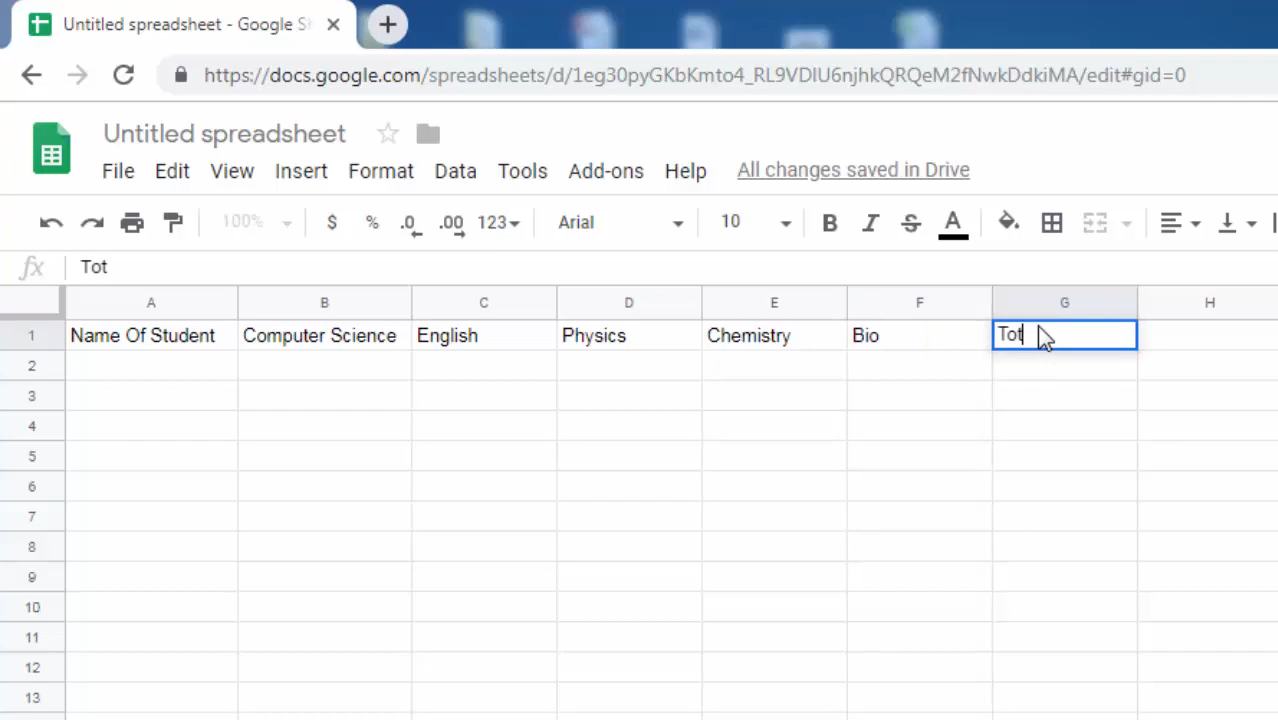 Untitled spreadsheet - Google Sh
https://docs.google.com/spreadsheets/d/1eg30pyGKbKmto4_RL9VDlU6njhkQRQeM2fNwkDdkiMA/edit#gid=0
Untitled spreadsheet
File Edit View Insert Format Data Tools Add-ons Help All changes saved in Drive
100% $ % .0 .00 123 Arial 10 B I S A
fx Tot
A B C D E F G H
1 Name Of Student Computer Science English Physics Chemistry Bio Tot
2
3
4
5
6
7
8
9
10
11
12
13